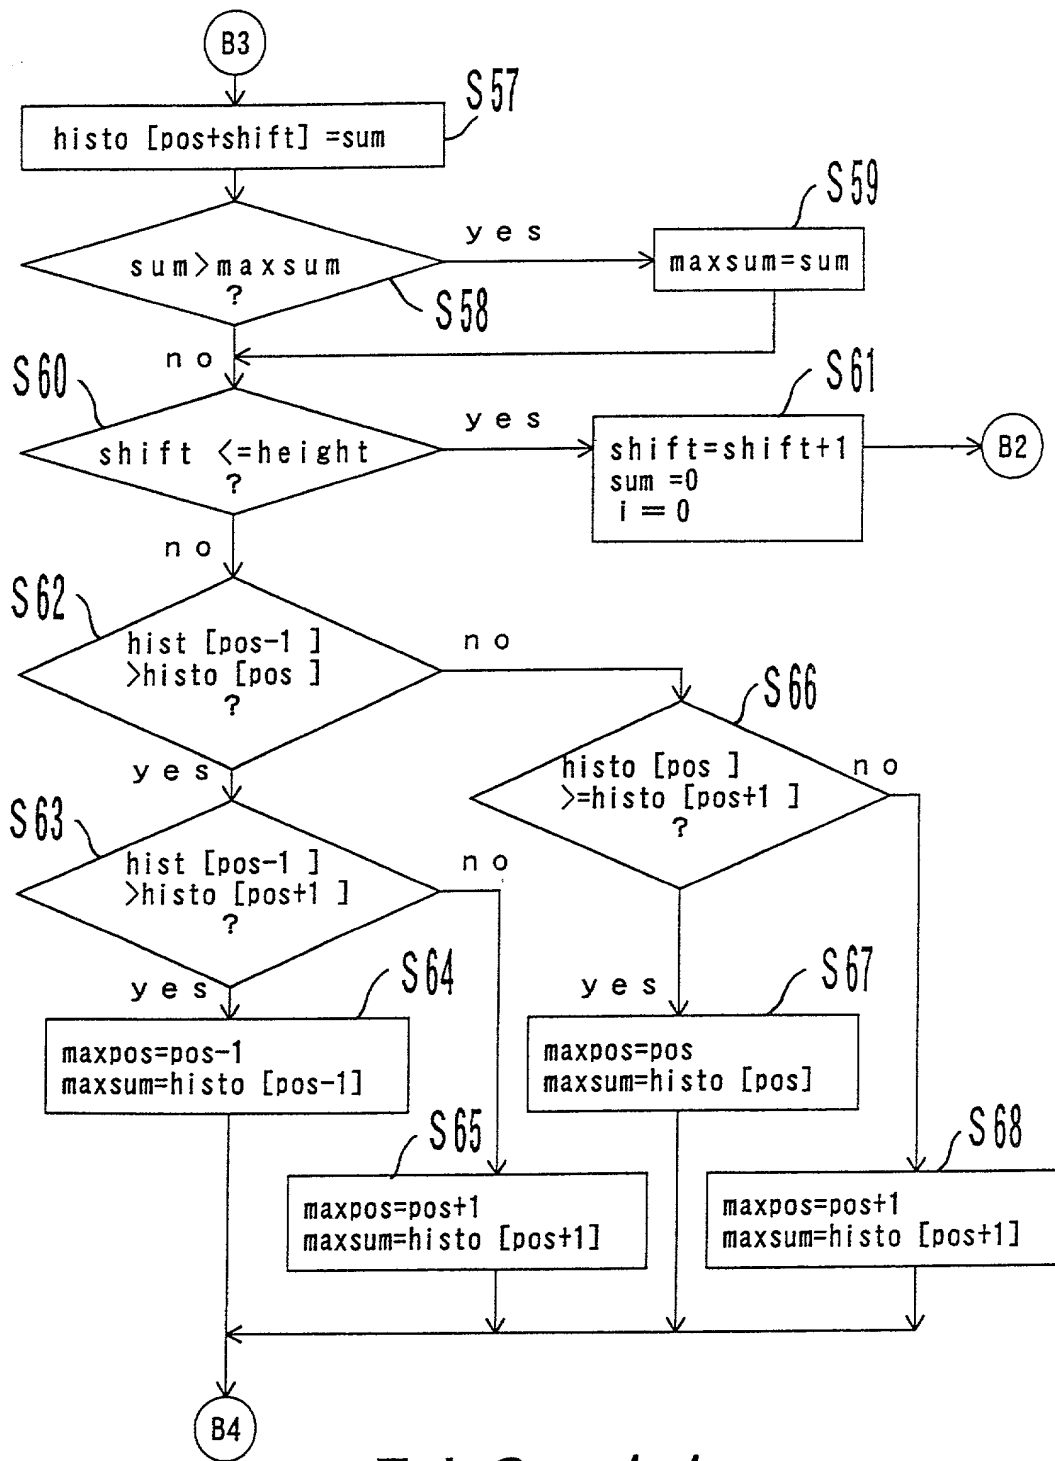 B3
S57
histo [pos+shift] =sum
S59
yes
sum>maxsum
?
maxsum=sum
S58
no
S60
S61
yes
shift <=height
?
shift=shift+1
sum =0
i = 0
B2
no
S62
hist [pos-1 ]
>histo [pos ]
?
no
S66
yes
histo [pos ]
>=histo [pos+1 ]
?
no
S63
hist [pos-1 ]
>histo [pos+1 ]
?
no
yes
S64
yes
S67
maxpos=pos-1
maxsum=histo [pos-1]
maxpos=pos
maxsum=histo [pos]
S65
S68
maxpos=pos+1
maxsum=histo [pos+1]
maxpos=pos+1
maxsum=histo [pos+1]
B4